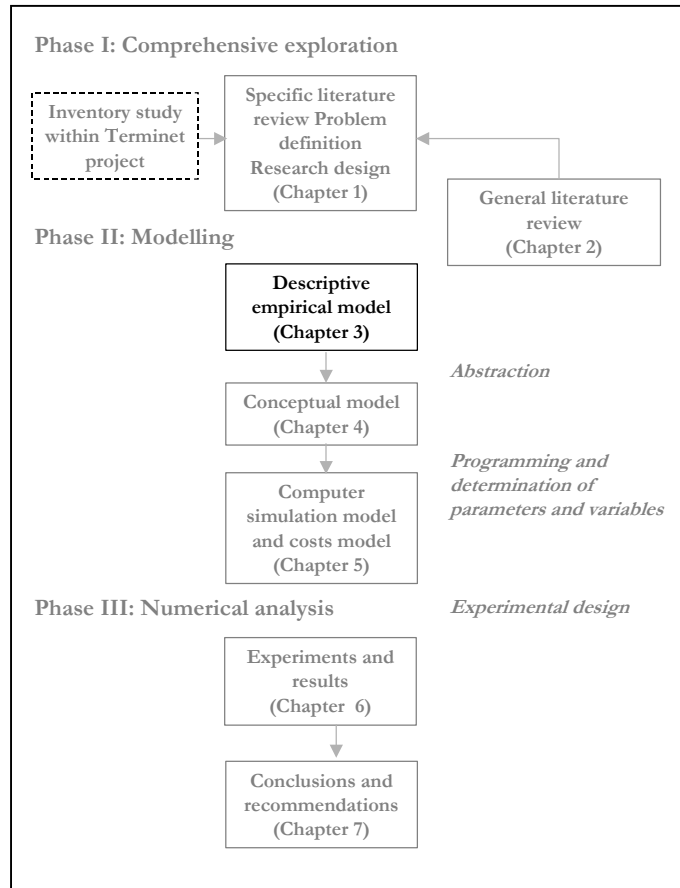 Phase I: Comprehensive exploration
Inventory study
within Terminet
project
Specific literature
review Problem
definition
Research design
(Chapter 1)
General literature
review
(Chapter 2)
Phase II: Modelling
Descriptive
empirical model
(Chapter 3)
Abstraction
Conceptual model
(Chapter 4)
Programming and
determination of
parameters and variables
Computer
simulation model
and costs model
(Chapter 5)
Phase III: Numerical analysis
Experimental design
Experiments and
results
(Chapter 6)
Conclusions and
recommendations
(Chapter 7)